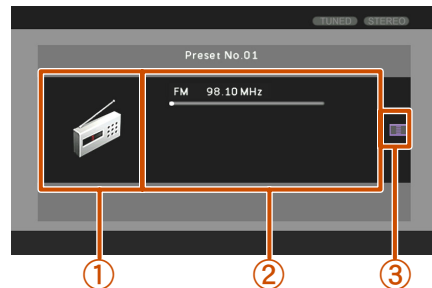 TUNED STEREO
Preset No.01
FM 98.10 MHz
① ② ③